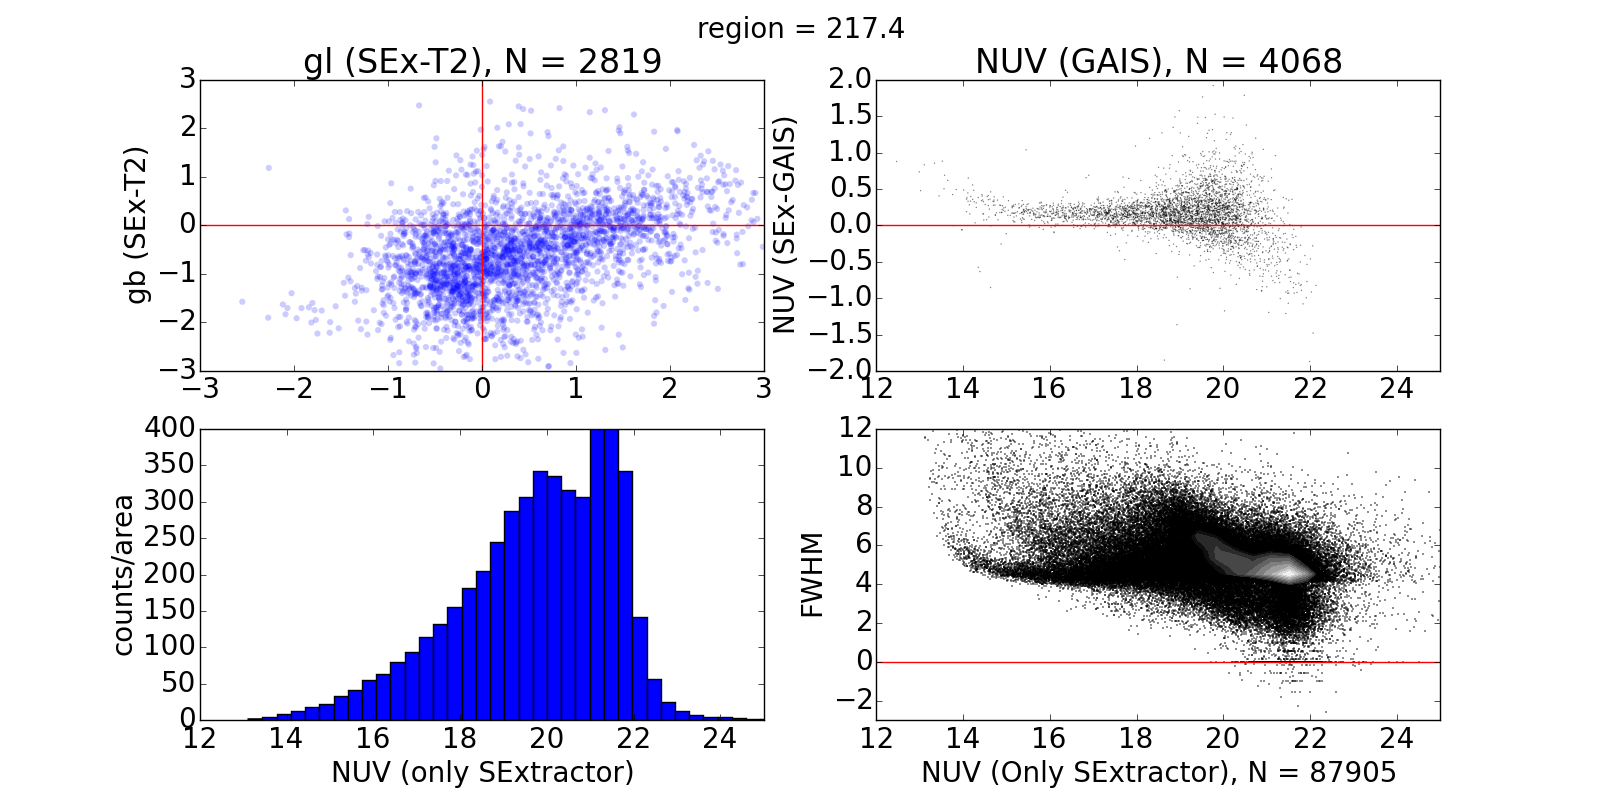 region = 217.4
gl (SEx-T2), N = 2819
NUV (GAIS), N = 4068
gb (SEx-T2)
3
2
1
0
−1
−2
−3
−3 −2 −1 0 1 2 3
NUV (SEx-GAIS)
2.0
1.5
1.0
0.5
0.0
−0.5
−1.0
−1.5
−2.0
12 14 16 18 20 22 24
counts/area
400
350
300
250
200
150
100
50
0
12 14 16 18 20 22 24
NUV (only SExtractor)
FWHM
12
10
8
6
4
2
0
−2
12 14 16 18 20 22 24
NUV (Only SExtractor), N = 87905